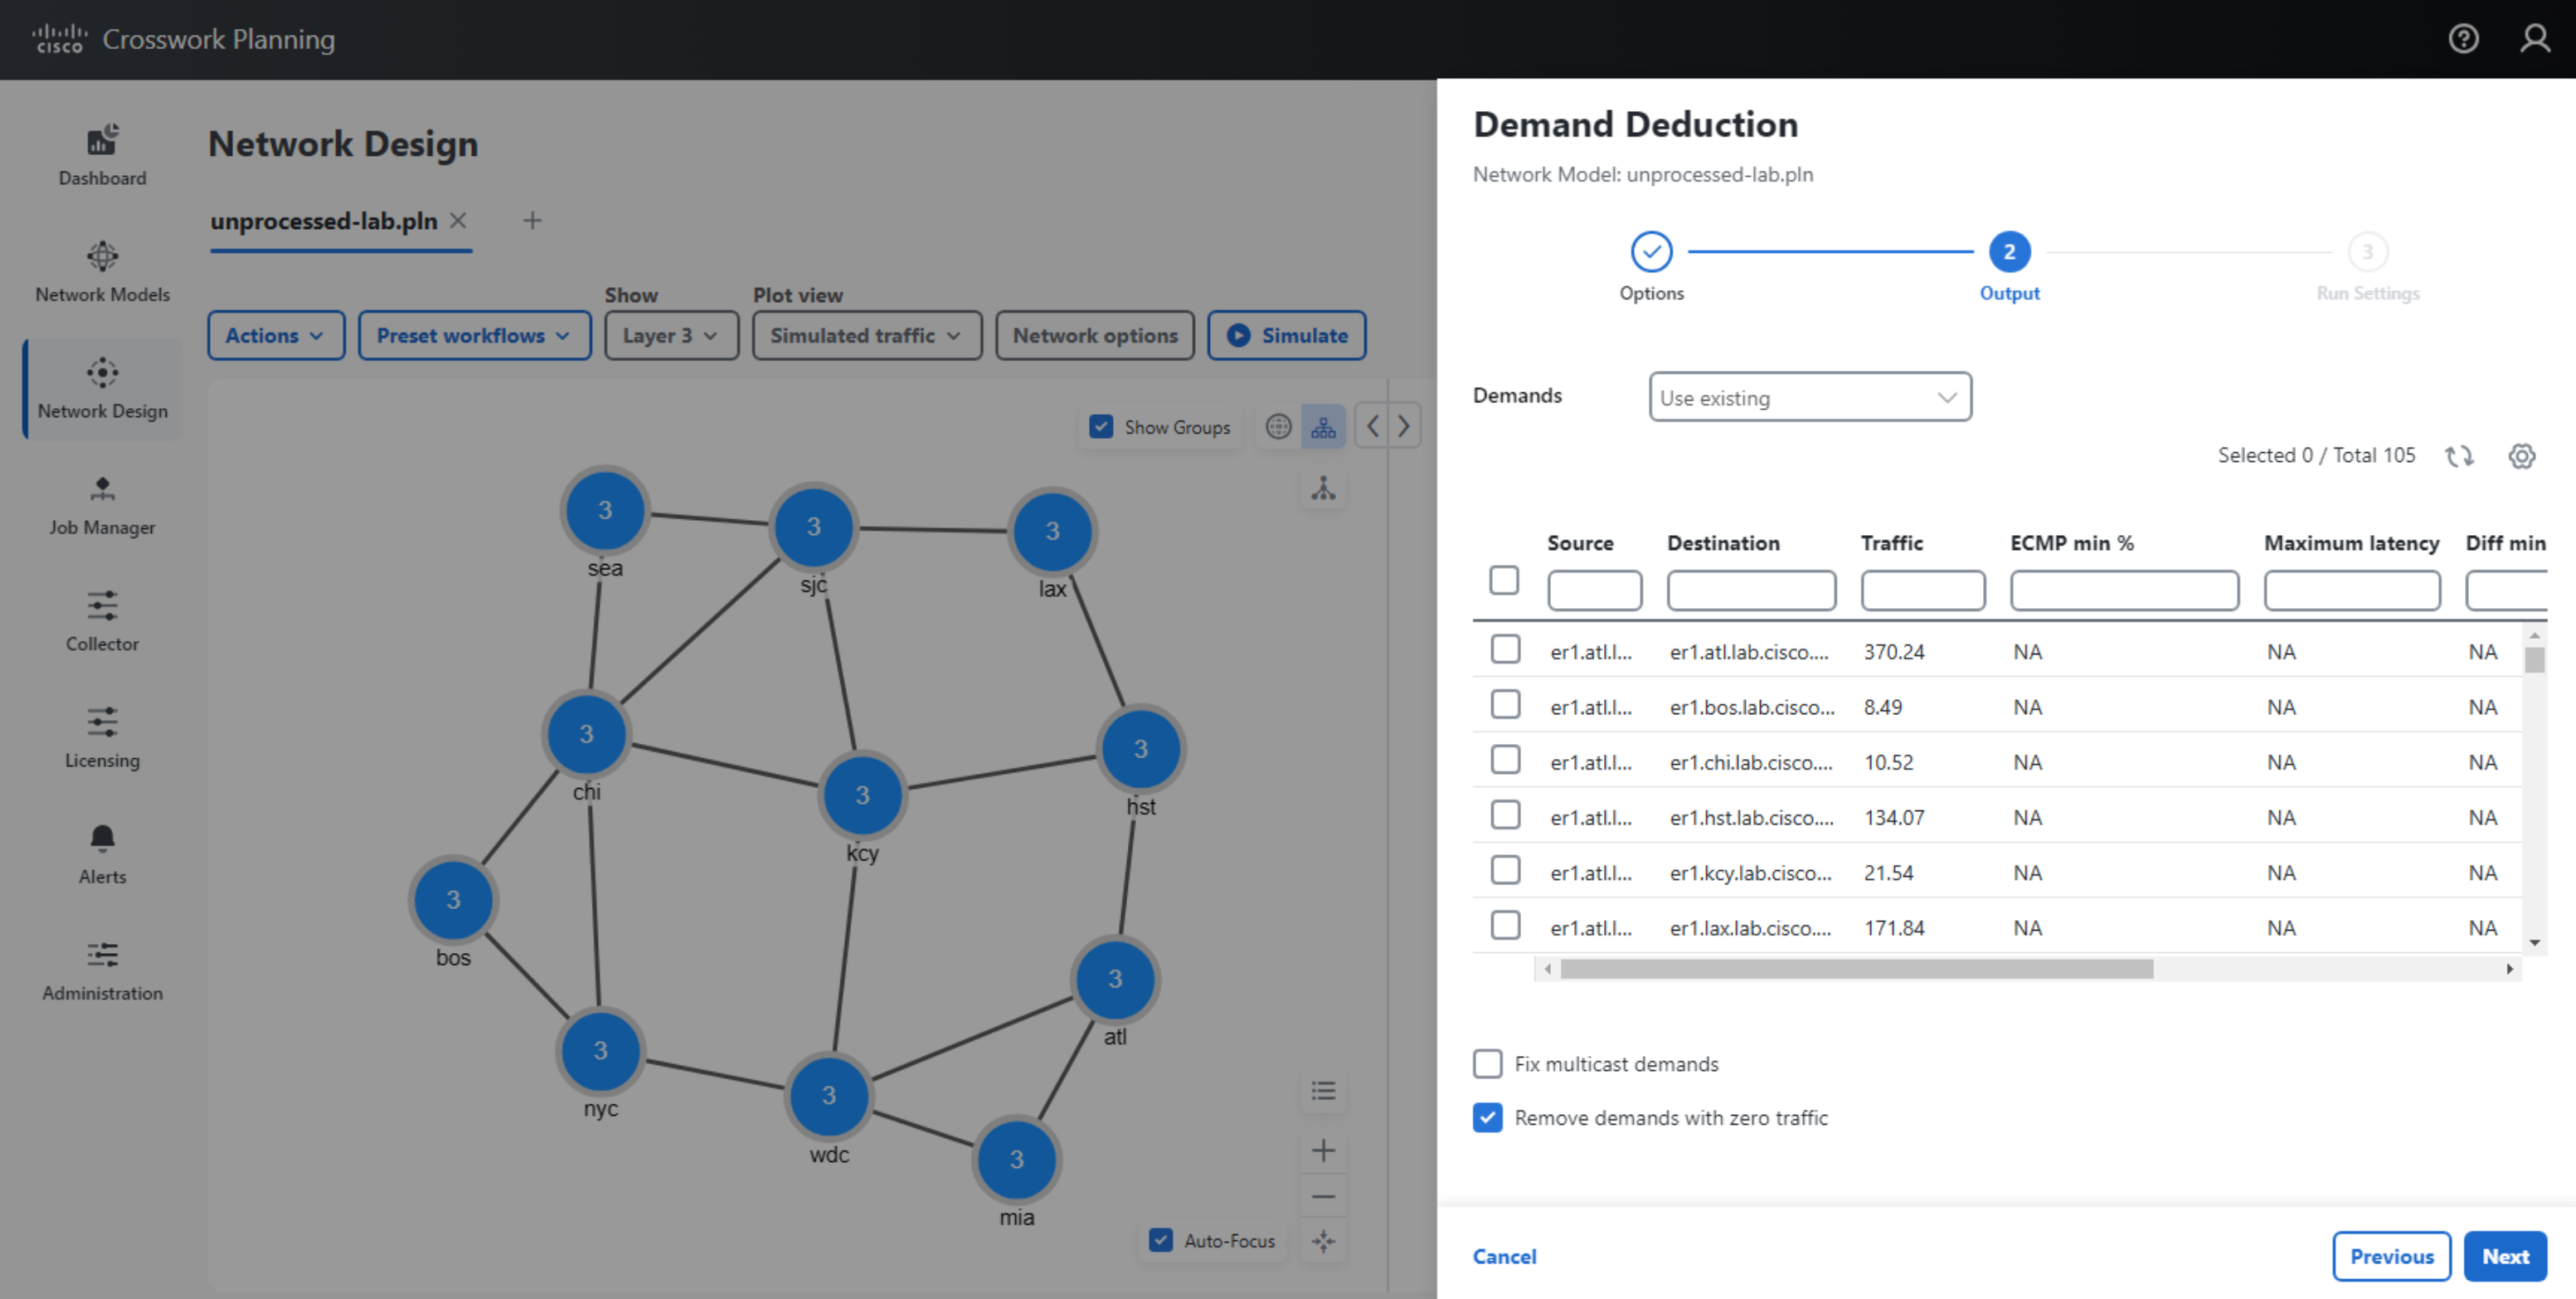 cisco Crosswork Planning
Dashboard
Network Models
Network Design
Job Manager
Collector
Licensing
Alerts
Administration
Network Design
unprocessed-lab.pln
Show
Plot view
Actions
Preset workflows
Layer 3
Simulated traffic
Network options
Simulate
Show Groups
3
sea
3
sjc
3
lax
3
chi
3
kcy
3
hst
3
bos
3
atl
3
nyc
3
wdc
3
mia
Auto-Focus
Demand Deduction
Network Model: unprocessed-lab.pln
2
3
Options
Output
Run Settings
Demands
Use existing
Selected 0 / Total 105
Source Destination Traffic ECMP min % Maximum latency Diff min
er1.atl.l... er1.atl.lab.cisco.... 370.24 NA NA NA
er1.atl.l... er1.bos.lab.cisco... 8.49 NA NA NA
er1.atl.l... er1.chi.lab.cisco.... 10.52 NA NA NA
er1.atl.l... er1.hst.lab.cisco.... 134.07 NA NA NA
er1.atl.l... er1.kcy.lab.cisco... 21.54 NA NA NA
er1.atl.l... er1.lax.lab.cisco.... 171.84 NA NA NA
Fix multicast demands
Remove demands with zero traffic
Cancel
Previous
Next